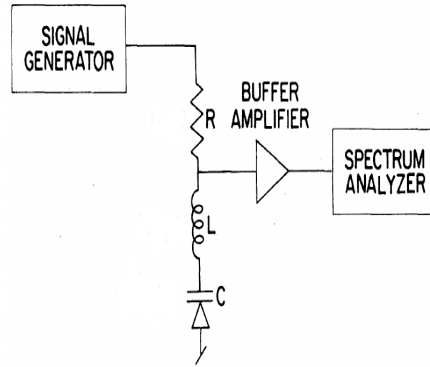 SIGNAL
GENERATOR
BUFFER
AMPLIFIER
R
SPECTRUM
ANALYZER
L
C